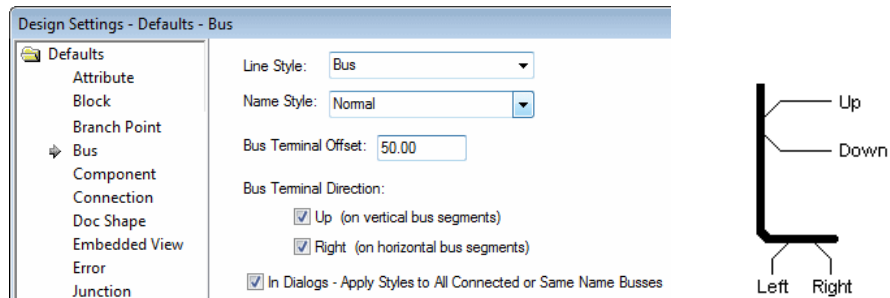 Design Settings - Defaults - Bus
Defaults
Attribute
Block
Branch Point
Bus
Component
Connection
Doc Shape
Embedded View
Error
Junction
Line Style: Bus
Name Style: Normal
Bus Terminal Offset: 50.00
Bus Terminal Direction:
Up (on vertical bus segments)
Right (on horizontal bus segments)
In Dialogs - Apply Styles to All Connected or Same Name Busses
Up
Down
Left Right